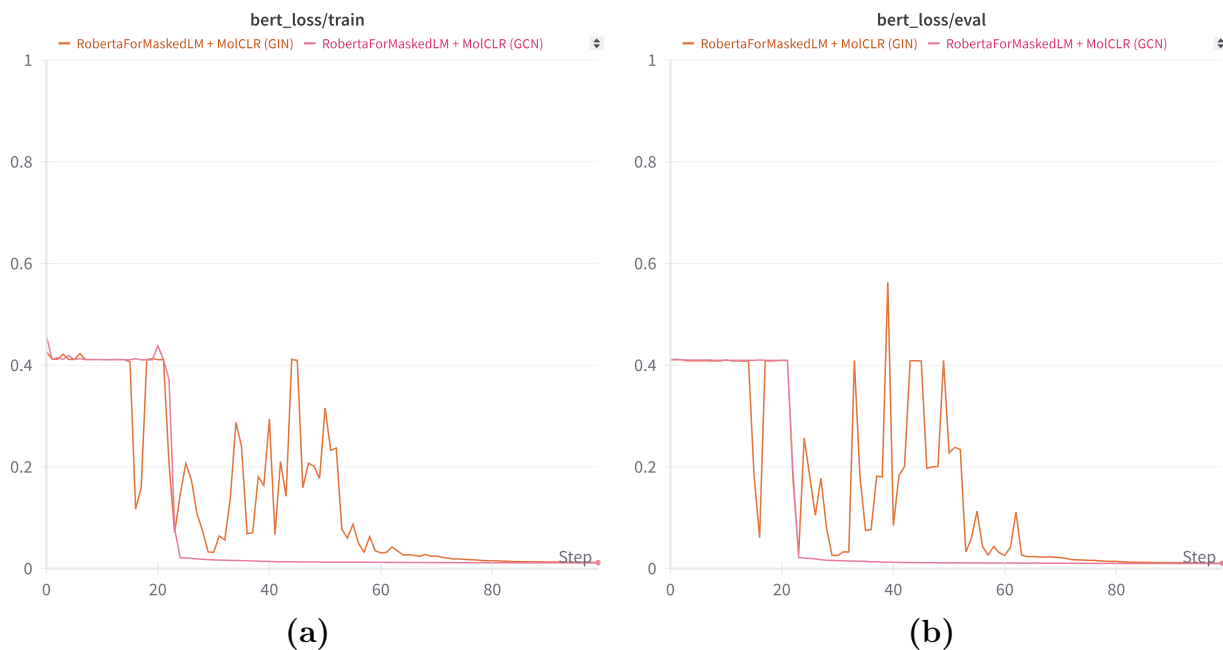 bert_loss/train
RobertaForMaskedLM + MolCLR (GIN) RobertaForMaskedLM + MolCLR (GCN)
1
0.8
0.6
0.4
0.2
0
Step
0 20 40 60 80
(a)
bert_loss/eval
RobertaForMaskedLM + MolCLR (GIN) RobertaForMaskedLM + MolCLR (GCN)
1
0.8
0.6
0.4
0.2
0
Step
0 20 40 60 80
(b)